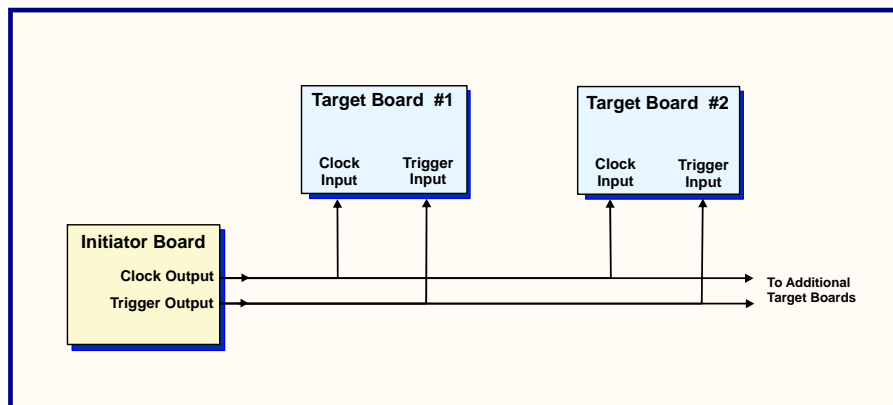 Target Board #1
Target Board #2
Clock
Input
Trigger
Input
Clock
Input
Trigger
Input
Initiator Board
Clock Output
Trigger Output
To Additional
Target Boards